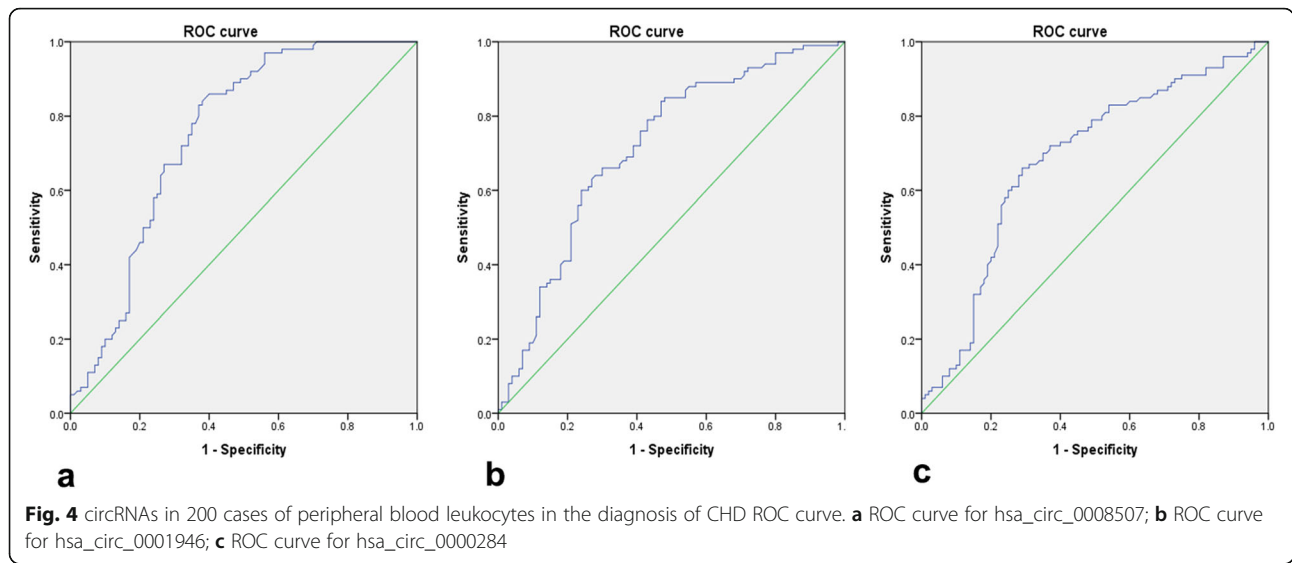 ROC curve
1.0
0.8
0.6
0.4
0.2
0.0
Sensitivity
0.0 0.2 0.4 0.6 0.8 1.0
1 - Specificity
a
ROC curve
1.0
0.8
0.6
0.4
0.2
0.0
Sensitivity
0.0 0.2 0.4 0.6 0.8 1.
1 - Specificity
b
ROC curve
1.0
0.8
0.6
0.4
0.2
0.0
Sensitivity
0.0 0.2 0.4 0.6 0.8 1.0
1 - Specificity
c
Fig. 4 circRNAs in 200 cases of peripheral blood leukocytes in the diagnosis of CHD ROC curve. a ROC curve for hsa_circ_0008507; b ROC curve
for hsa_circ_0001946; c ROC curve for hsa_circ_0000284